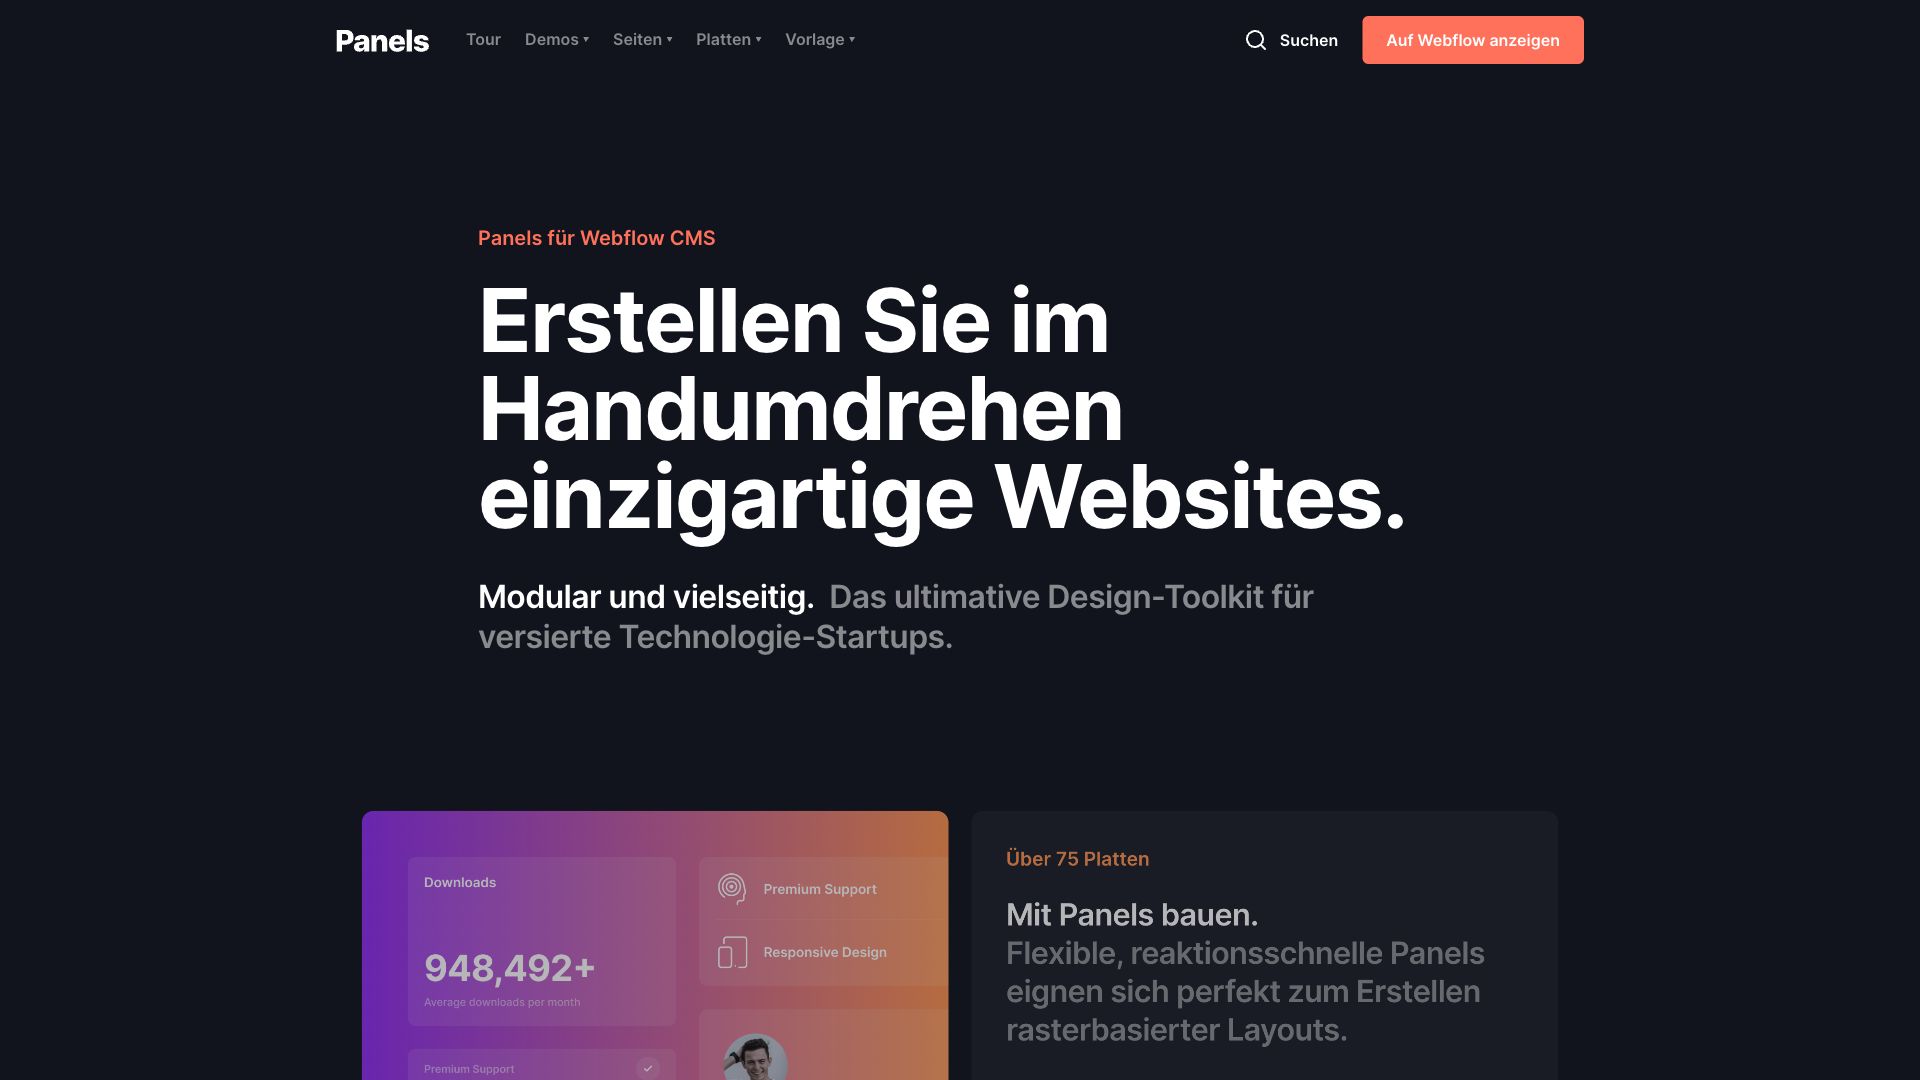 Panels
Tour
Demos
Seiten
Platten
Vorlage
Suchen
Auf Webflow anzeigen
Panels für Webflow CMS
Erstellen Sie im
Handumdrehen
einzigartige Websites.
Modular und vielseitig. Das ultimative Design-Toolkit für
versierte Technologie-Startups.
Downloads
948,492+
Average downloads per month
Premium Support
Premium Support
Responsive Design
Über 75 Platten
Mit Panels bauen.
Flexible, reaktionsschnelle Panels
eignen sich perfekt zum Erstellen
rasterbasierter Layouts.